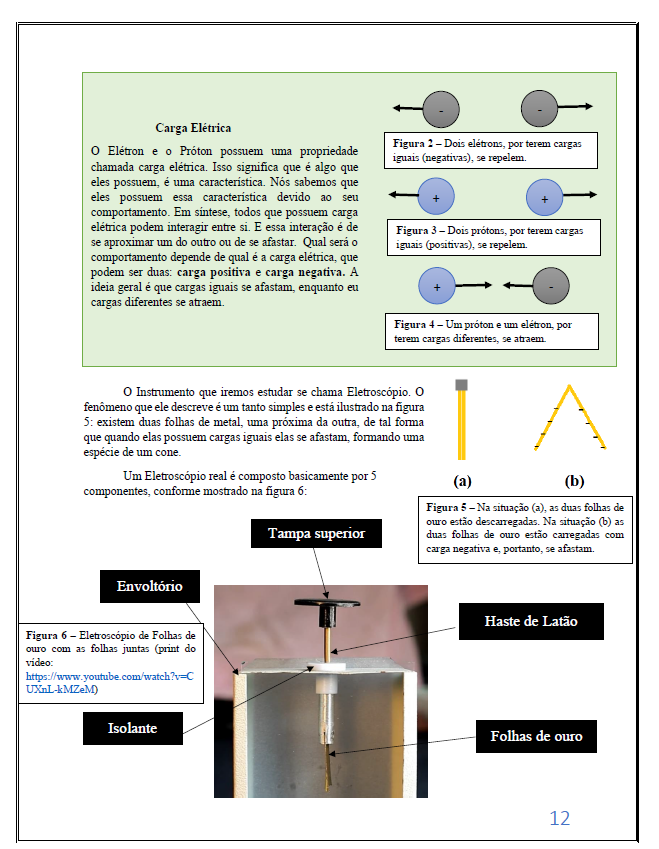 Carga Elétrica
O Elétron e o Próton possuem uma propriedade
chamada carga elétrica. Isso significa que é algo que
eles possuem, é uma característica. Nós sabemos que
eles possuem essa característica devido ao seu
comportamento. Em síntese, todos que possuem carga
elétrica podem interagir entre si. E essa interação é de
se aproximar um do outro ou de se afastar. Qual será o
comportamento depende de qual é a carga elétrica, que
podem ser duas: carga positiva e carga negativa. A
ideia geral é que cargas iguais se afastam, enquanto eu
cargas diferentes se atraem.
- -
Figura 2 – Dois elétrons, por terem cargas
iguais (negativas), se repelem.
+ +
Figura 3 – Dois prótons, por terem cargas
iguais (positivas), se repelem.
+ -
Figura 4 – Um próton e um elétron, por
terem cargas diferentes, se atraem.
O Instrumento que iremos estudar se chama Eletroscópio. O
fenômeno que ele descreve é um tanto simples e está ilustrado na figura
5: existem duas folhas de metal, uma próxima da outra, de tal forma
que quando elas possuem cargas iguais elas se afastam, formando uma
espécie de um cone.
Um Eletroscópio real é composto basicamente por 5
componentes, conforme mostrado na figura 6:
(a) (b)
Figura 5 – Na situação (a), as duas folhas de
ouro estão descarregadas. Na situação (b) as
duas folhas de ouro estão carregadas com
carga negativa e, portanto, se afastam.
Tampa superior
Envoltório
Haste de Latão
Figura 6 – Eletroscópio de Folhas de
ouro com as folhas juntas (print do
vídeo:
https://www.youtube.com/watch?v=C
UXnL-kMZeM)
Isolante
Folhas de ouro
12